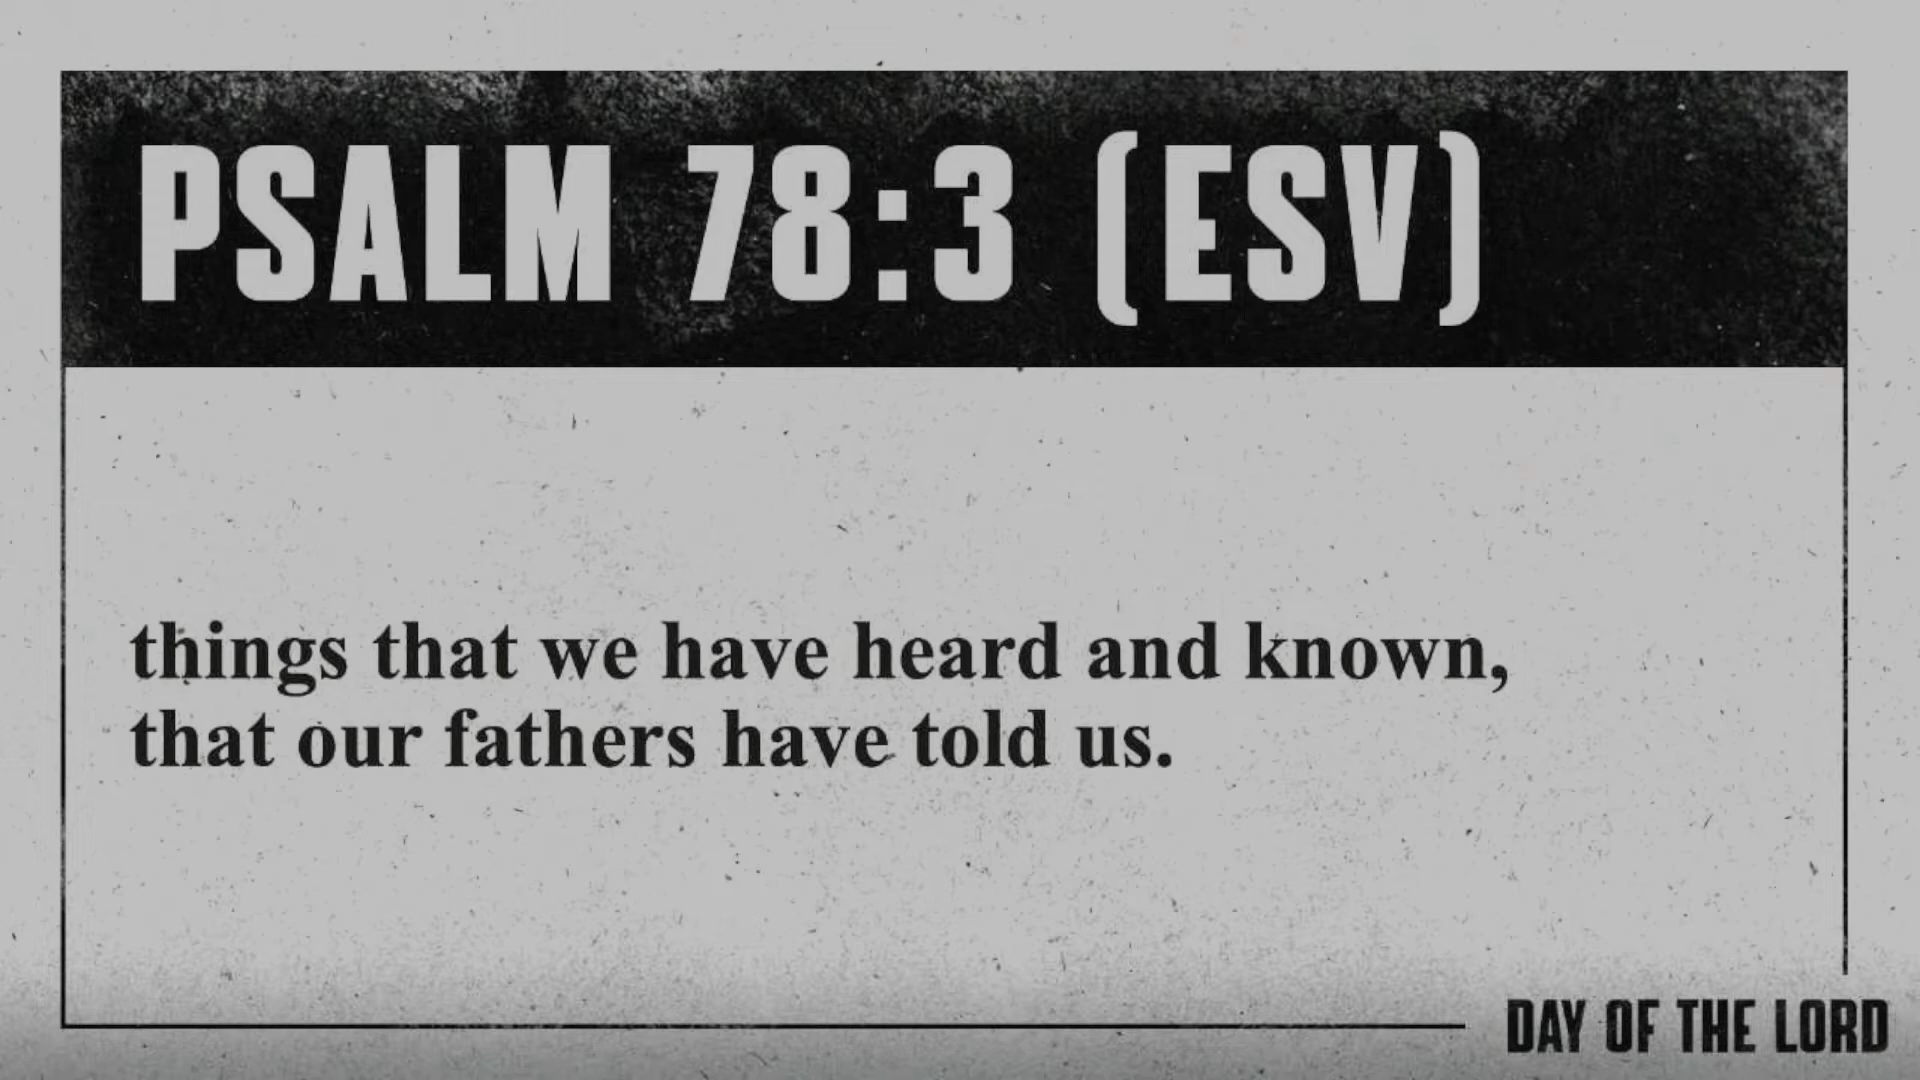 PSALM 78:3 (ESV)
things that we have heard and known,
that our fathers have told us.
DAY OF THE LORD